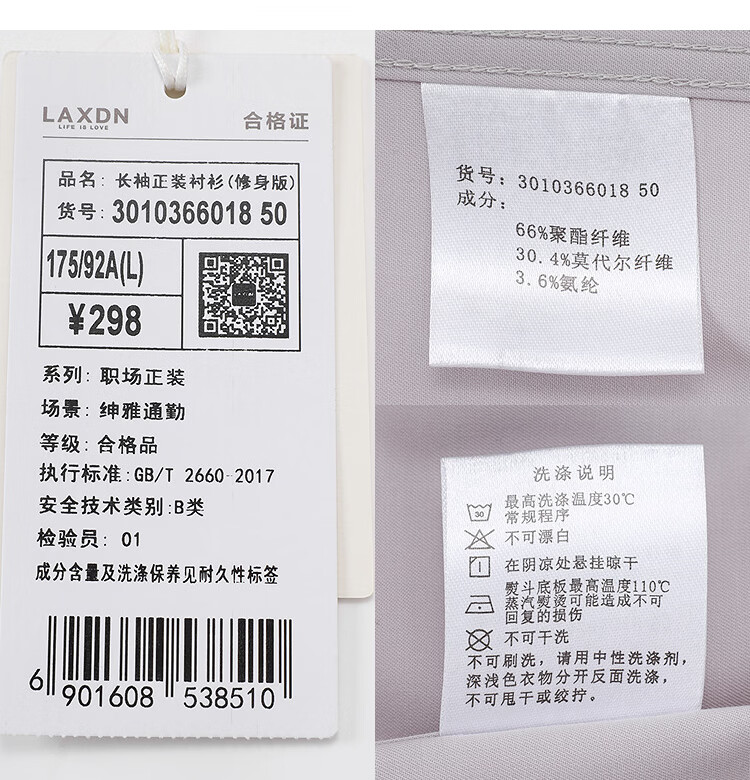 LAXDN
LIFE IS LOVE
合格证
品名: 长袖正装衬衫(修身版)
货号: 3010366018 50
175/92A(L)
¥298
系列: 职场正装
场景: 绅雅通勤
等级: 合格品
执行标准: GB/T 2660-2017
安全技术类别: B类
检验员: 01
成分含量及洗涤保养见耐久性标签
6 901608 538510
货号: 3010366018 50
成分:
66%聚酯纤维
30.4%莫代尔纤维
3.6%氨纶
洗涤说明
30
最高洗涤温度30℃
常规程序
不可漂白
在阴凉处悬挂晾干
熨斗底板最高温度110℃
蒸汽熨烫可能造成不可
回复的损伤
不可干洗
不可刷洗，请用中性洗涤剂，
深浅色衣物分开反面洗涤，
不可甩干或绞拧。